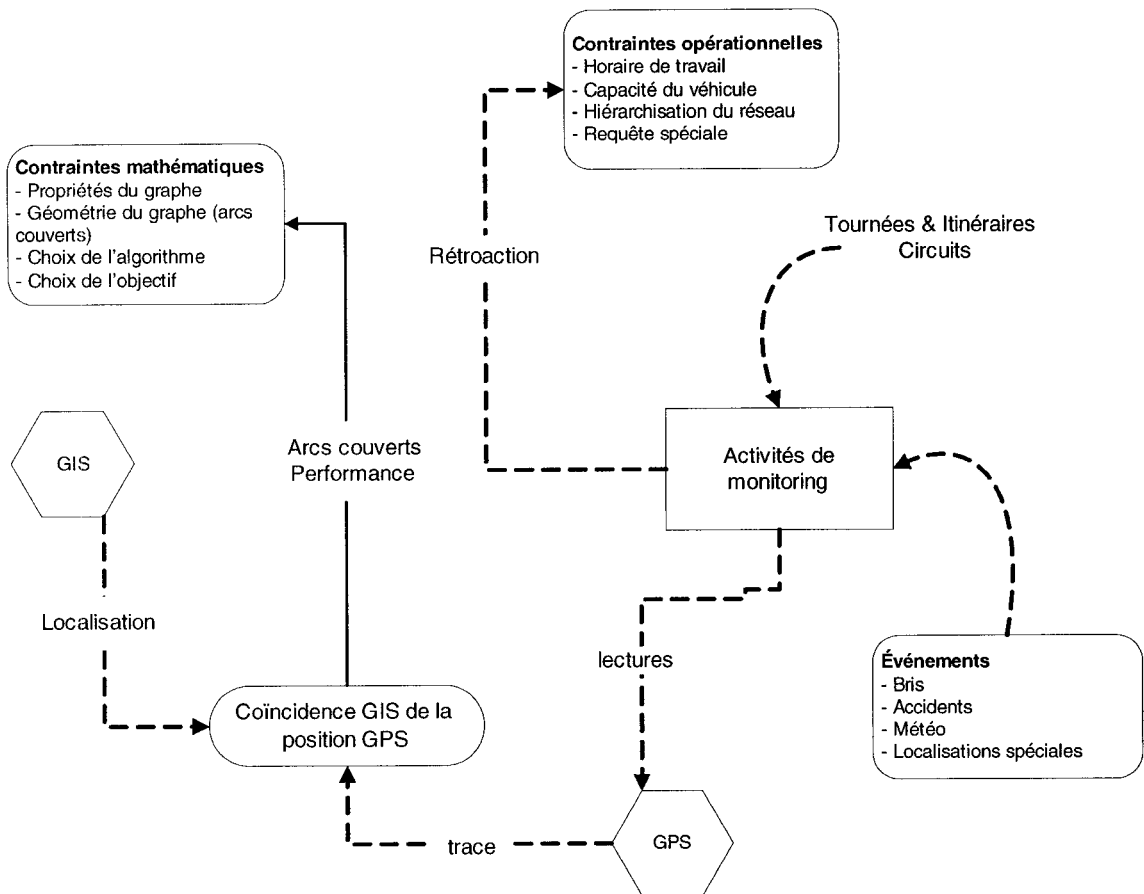 Contraintes opérationnelles
- Horaire de travail
- Capacité du véhicule
- Hiérarchisation du réseau
- Requête spéciale
Contraintes mathématiques
- Propriétés du graphe
- Géométrie du graphe (arcs
couverts)
- Choix de l'algorithme
- Choix de l'objectif
Tournées & Itinéraires
Circuits
Rétroaction
GIS
Arcs couverts
Performance
Activités de
monitoring
Localisation
lectures
Événements
- Bris
- Accidents
- Météo
- Localisations spéciales
Coïncidence GIS de la
position GPS
trace
GPS